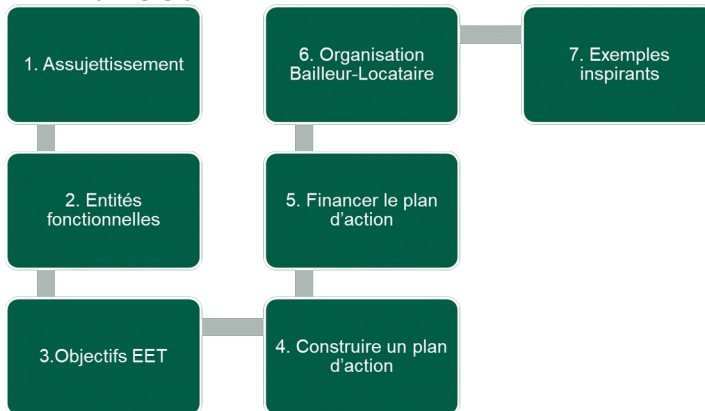 1. Assujettissement
2. Entités
fonctionnelles
3.Objectifs EET
4. Construire un plan
d’action
5. Financer le plan
d’action
6. Organisation
Bailleur-Locataire
7. Exemples
inspirants